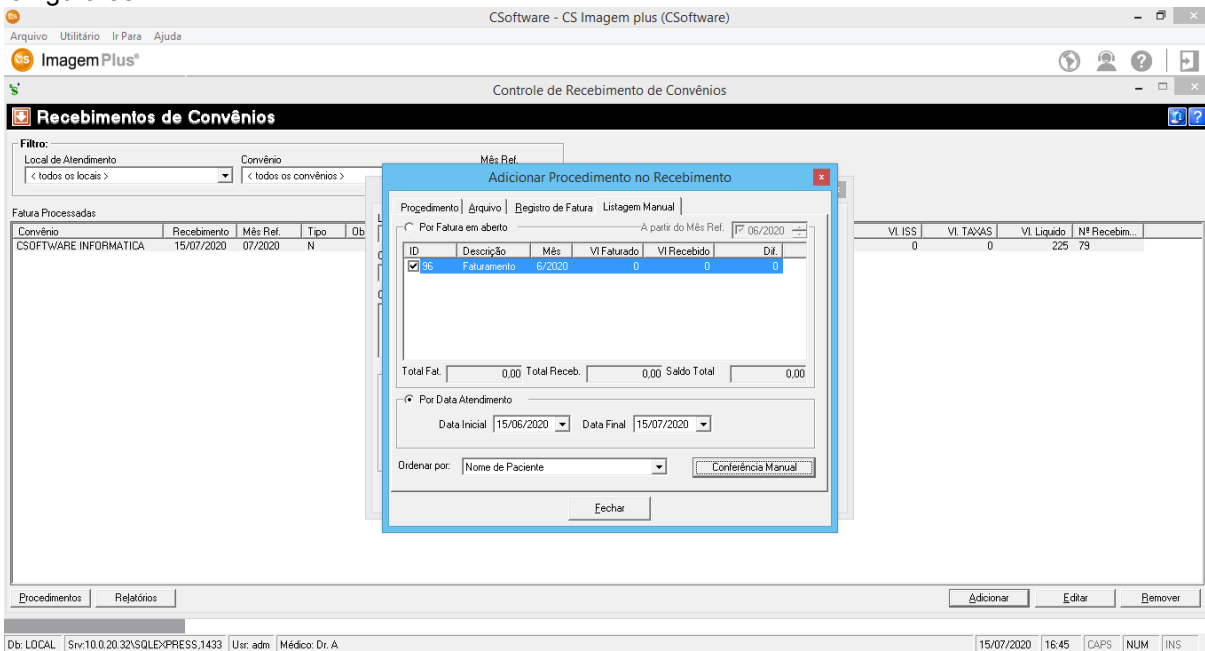 CSoftware - CS Imagem plus (CSoftware)
Arquivo Utilitário Ir Para Ajuda
CS ImagemPlus®
Controle de Recebimento de Convênios
Recebimentos de Convênios
Filtro:
Local de Atendimento Convênio Mês Ref.
< todos os locais > < todos os convênios >
Fatura Processadas
Convênio Recebimento Mês Ref. Tipo Ob Vl. ISS Vl. TAXAS Vl. Liquido Nª Recebim...
CSOFTWARE INFORMATICA 15/07/2020 07/2020 N 0 0 225 79
Adicionar Procedimento no Recebimento
Procedimento Arquivo Registro de Fatura Listagem Manual
Por Fatura em aberto A partir do Mês Ref. 06/2020
ID Descrição Mês Vl Faturado Vl Recebido Dif.
96 Faturamento 6/2020 0 0 0
Total Fat. 0,00 Total Receb. 0,00 Saldo Total 0,00
Por Data Atendimento
Data Inicial 15/06/2020 Data Final 15/07/2020
Ordenar por: Nome de Paciente Conferência Manual
Fechar
Procedimentos Relatórios Adicionar Editar Remover
Db: LOCAL Srv:10.0.20.32\SQLEXPRESS,1433 Usr: adm Médico: Dr. A 15/07/2020 16:45 CAPS NUM INS